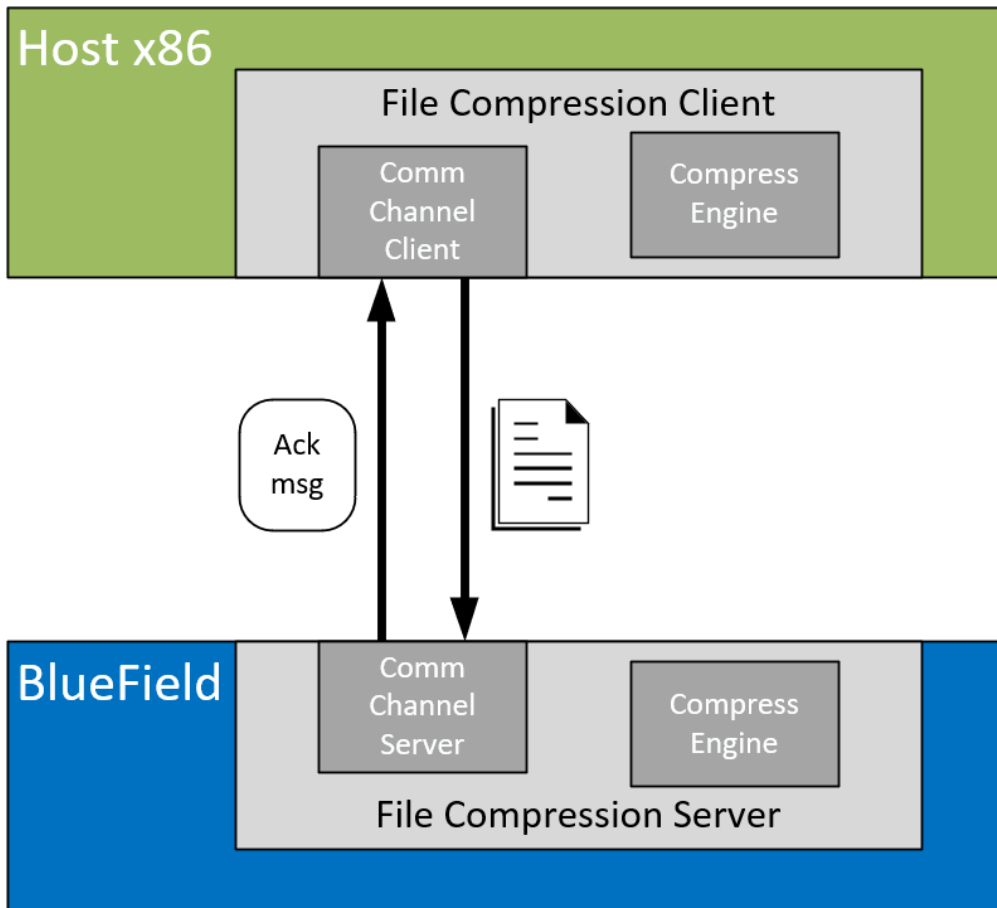 Host x86
File Compression Client
Comm
Channel
Client
Compress
Engine
Ack
msg
BlueField
Comm
Channel
Server
Compress
Engine
File Compression Server